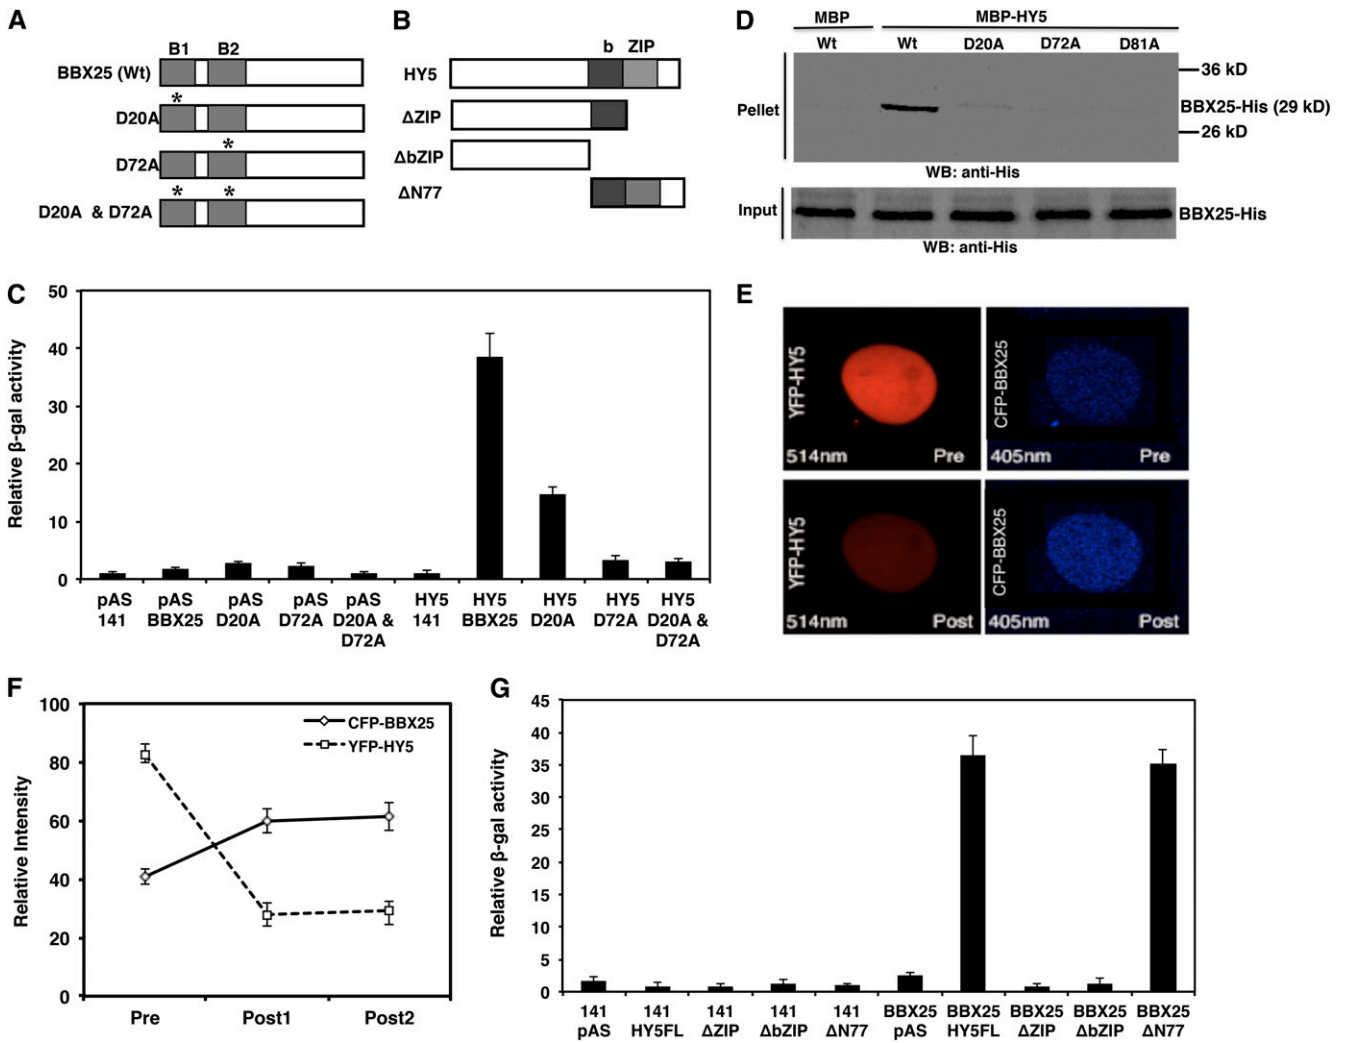 A
B1 B2
BBX25 (Wt)
*
D20A
*
D72A
* *
D20A & D72A
B
b ZIP
HY5
ΔZIP
ΔbZIP
ΔN77
D
MBP MBP-HY5
Wt Wt D20A D72A D81A
Pellet
36 kD
BBX25-His (29 kD)
26 kD
WB: anti-His
Input
BBX25-His
WB: anti-His
C
Relative β-gal activity
50
40
30
20
10
0
pAS pAS pAS pAS pAS HY5 HY5 HY5 HY5 HY5
141 BBX25 D20A D72A D20A & 141 BBX25 D20A D72A D20A &
D72A D72A
E
YFP-HY5
514nm Pre
CFP-BBX25
405nm Pre
YFP-HY5
514nm Post
CFP-BBX25
405nm Post
F
Relative Intensity
100
80
60
40
20
0
CFP-BBX25
YFP-HY5
Pre Post1 Post2
G
Relative β-gal activity
45
40
35
30
25
20
15
10
5
0
141 141 141 141 141 BBX25 BBX25 BBX25 BBX25 BBX25
pAS HY5FL ΔZIP ΔbZIP ΔN77 pAS HY5FL ΔZIP ΔbZIP ΔN77